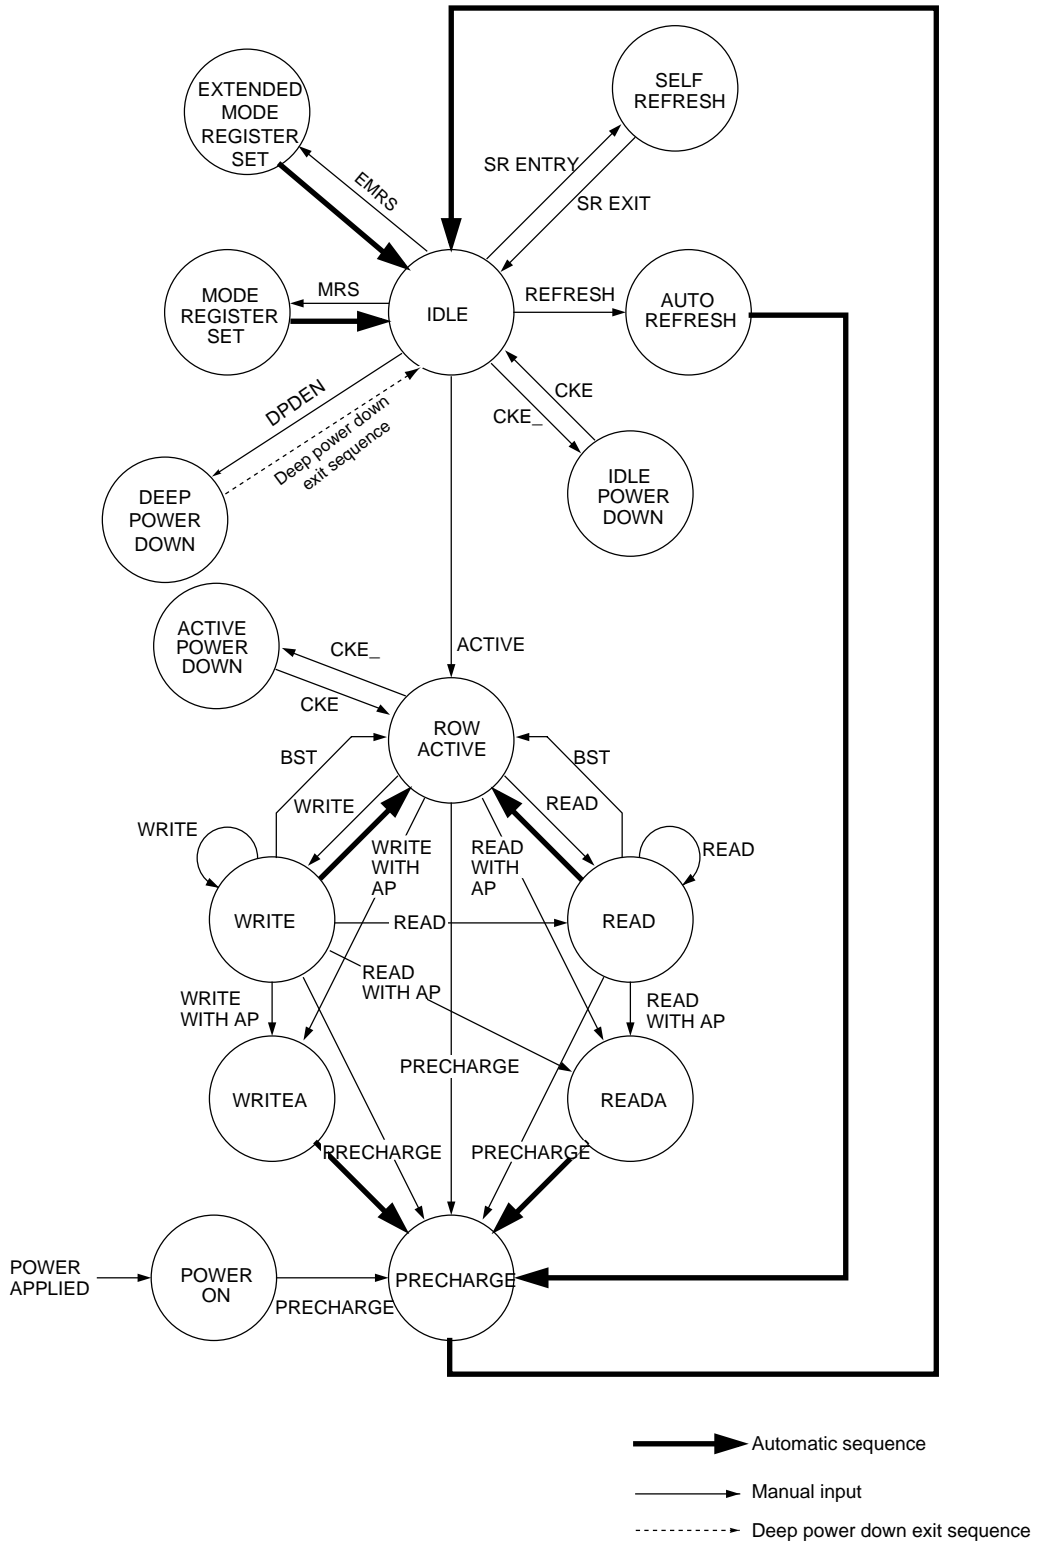 EXTENDED
MODE
REGISTER
SET
SELF
REFRESH
EMRS
SR ENTRY
SR EXIT
MODE
REGISTER
SET
MRS
IDLE
REFRESH
AUTO
REFRESH
DPDEN
Deep power down
exit sequence
CKE
CKE_
IDLE
POWER
DOWN
DEEP
POWER
DOWN
ACTIVE
POWER
DOWN
CKE_
CKE
ACTIVE
ROW
ACTIVE
BST
BST
WRITE
READ
WRITE
WRITE
WITH
AP
READ
WITH
AP
READ
WRITE
READ
READ
READ
WITH AP
WRITE
WITH AP
READ
WITH AP
PRECHARGE
WRITEA
READA
PRECHARGE
PRECHARGE
POWER
APPLIED
POWER
ON
PRECHARGE
PRECHARGE
Automatic sequence
Manual input
Deep power down exit sequence